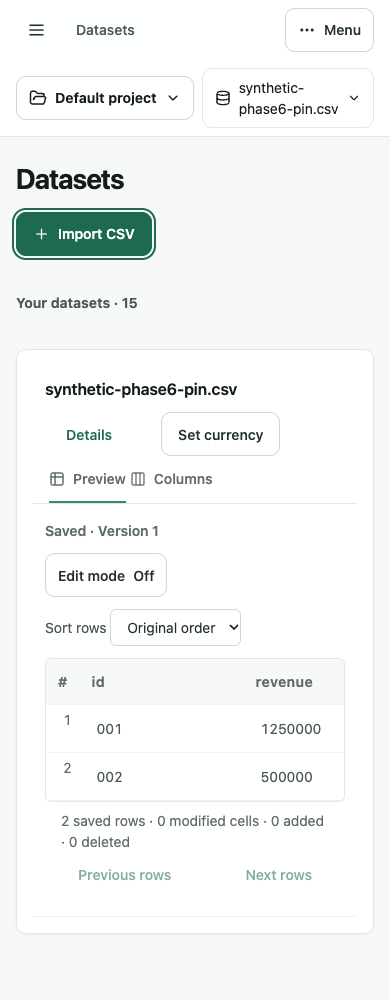 Datasets
Menu
Default project
synthetic-
phase6-pin.csv
Datasets
Import CSV
Your datasets · 15
synthetic-phase6-pin.csv
Details
Set currency
Preview
Columns
Saved · Version 1
Edit mode Off
Sort rows
Original order
# id revenue
1 001 1250000
2 002 500000
2 saved rows · 0 modified cells · 0 added
· 0 deleted
Previous rows
Next rows